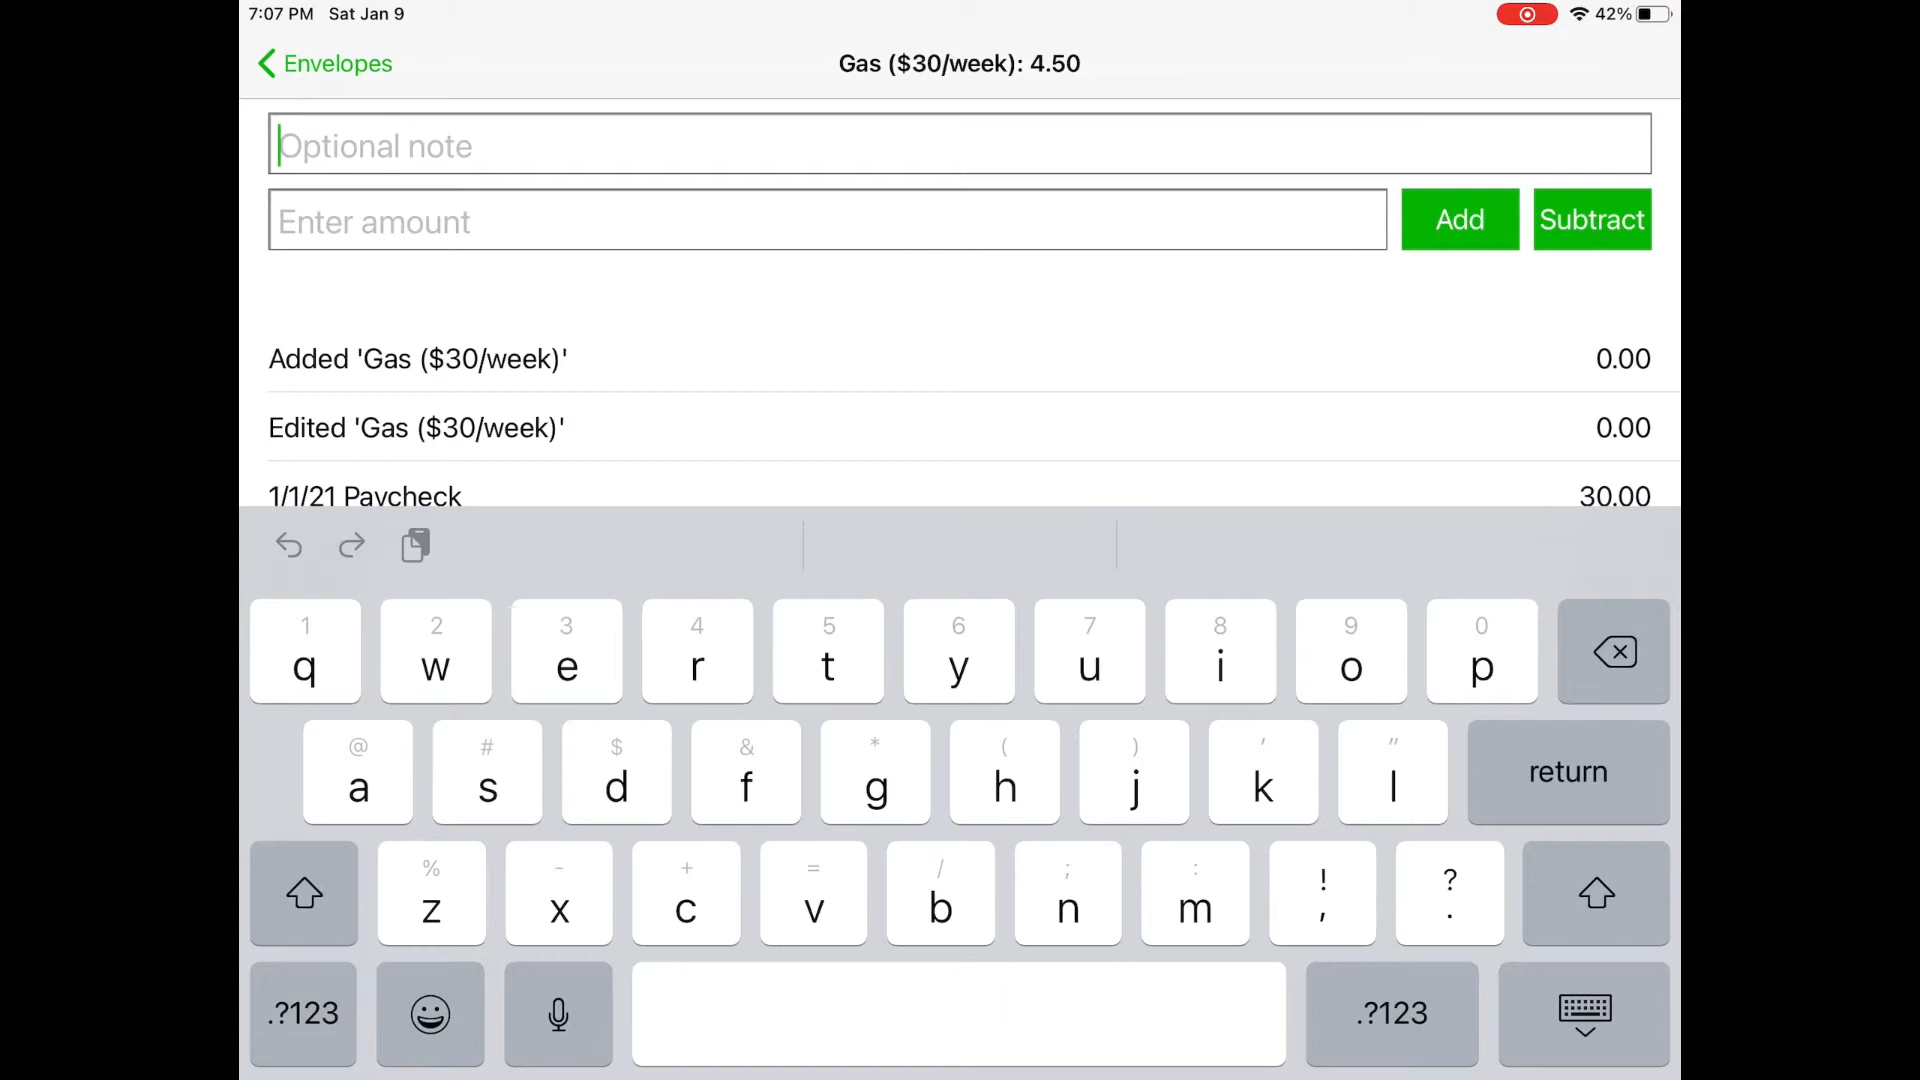 7:07 PM Sat Jan 9
42%
Envelopes
Gas ($30/week): 4.50
Optional note
Enter amount
Add
Subtract
Added 'Gas ($30/week)' 0.00
Edited 'Gas ($30/week)' 0.00
1/1/21 Paycheck 30.00
1 2 3 4 5 6 7 8 9 0
q w e r t y u i o p
@ # $ & * ( ) ' "
a s d f g h j k l return
% - + = / ; : ! ?
z x c v b n m , .
.?123 .?123